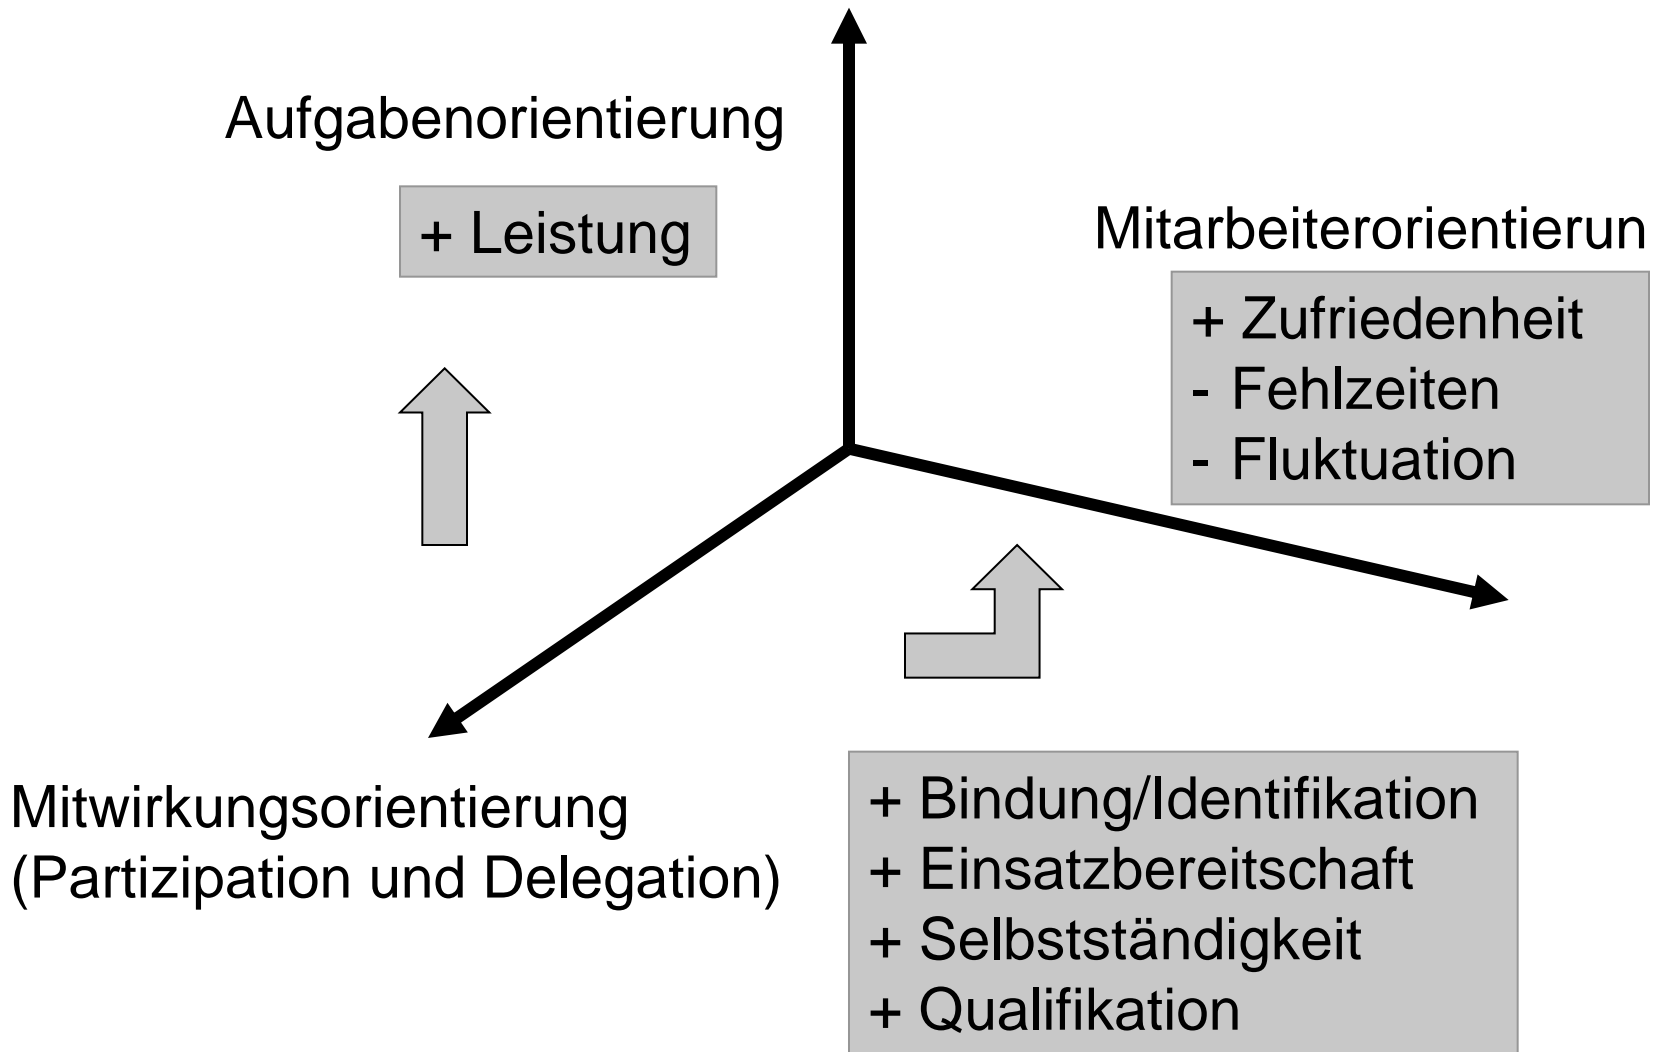 Aufgabenorientierung
+ Leistung
Mitarbeiterorientierun
+ Zufriedenheit
- Fehlzeiten
- Fluktuation
Mitwirkungsorientierung
(Partizipation und Delegation)
+ Bindung/Identifikation
+ Einsatzbereitschaft
+ Selbstständigkeit
+ Qualifikation